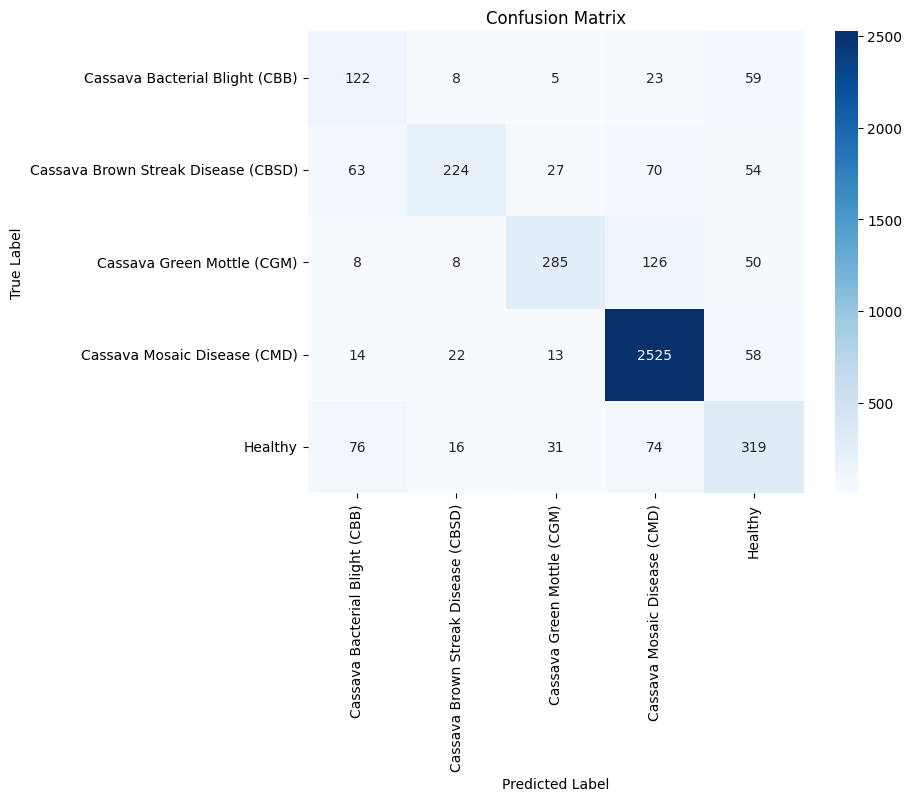 Confusion Matrix
Cassava Bacterial Blight (CBB) 122 8 5 23 59
Cassava Brown Streak Disease (CBSD) 63 224 27 70 54
Cassava Green Mottle (CGM) 8 8 285 126 50
Cassava Mosaic Disease (CMD) 14 22 13 2525 58
Healthy 76 16 31 74 319
True Label
Cassava Bacterial Blight (CBB)
Cassava Brown Streak Disease (CBSD)
Cassava Green Mottle (CGM)
Cassava Mosaic Disease (CMD)
Healthy
Predicted Label
2500
2000
1500
1000
500